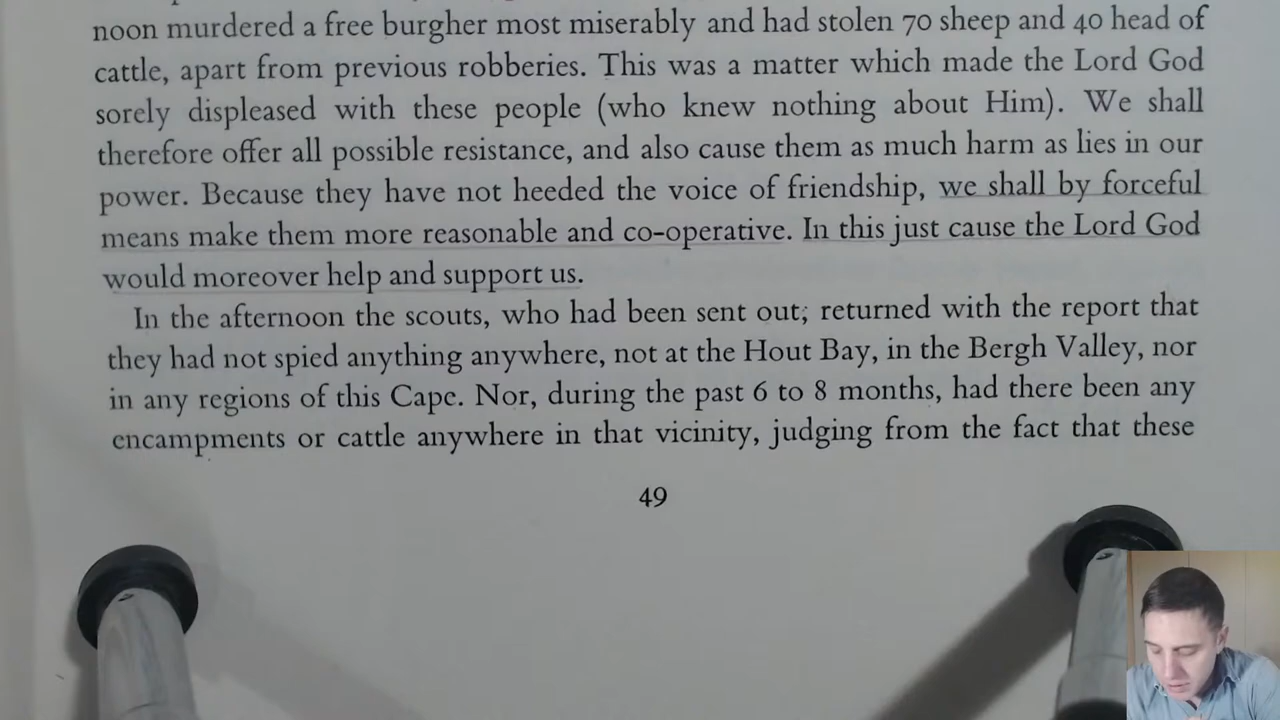 noon murdered a free burgher most miserably and had stolen 70 sheep and 40 head of
cattle, apart from previous robberies. This was a matter which made the Lord God
sorely displeased with these people (who knew nothing about Him). We shall
therefore offer all possible resistance, and also cause them as much harm as lies in our
power. Because they have not heeded the voice of friendship, we shall by forceful
means make them more reasonable and co-operative. In this just cause the Lord God
would moreover help and support us.
In the afternoon the scouts, who had been sent out; returned with the report that
they had not spied anything anywhere, not at the Hout Bay, in the Bergh Valley, nor
in any regions of this Cape. Nor, during the past 6 to 8 months, had there been any
encampments or cattle anywhere in that vicinity, judging from the fact that these
49